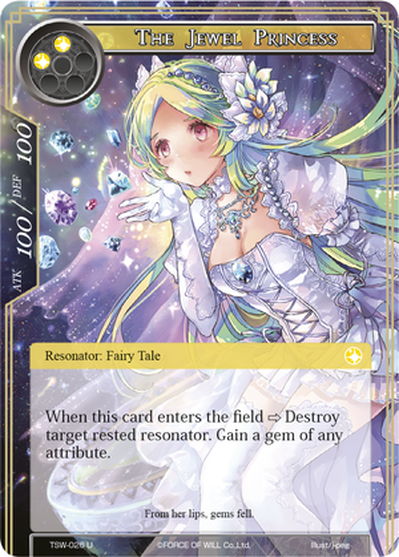 The Jewel Princess
ATK 100 / DEF 100
Resonator: Fairy Tale
When this card enters the field ⇨ Destroy
target rested resonator. Gain a gem of any
attribute.
From her lips, gems fell.
TSW-026 U ©FORCE OF WILL Co.,Ltd. Illust/